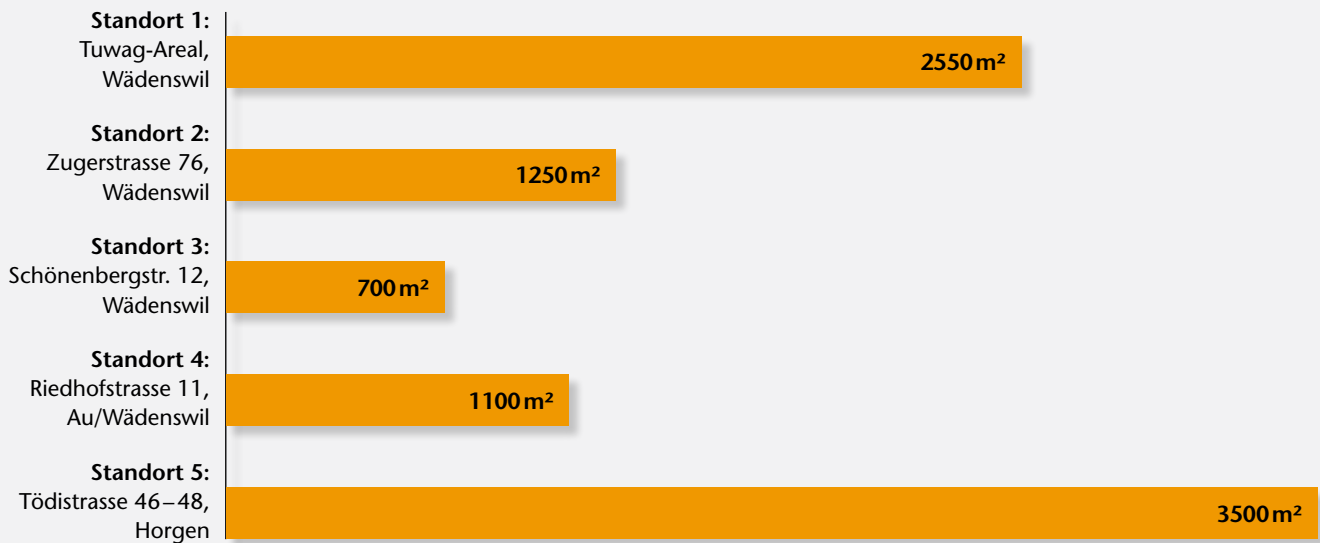 Standort 1:
Tuwag-Areal,
Wädenswil
2550 m²
Standort 2:
Zugerstrasse 76,
Wädenswil
1250 m²
Standort 3:
Schönenbergstr. 12,
Wädenswil
700 m²
Standort 4:
Riedhofstrasse 11,
Au/Wädenswil
1100 m²
Standort 5:
Tödistrasse 46–48,
Horgen
3500 m²